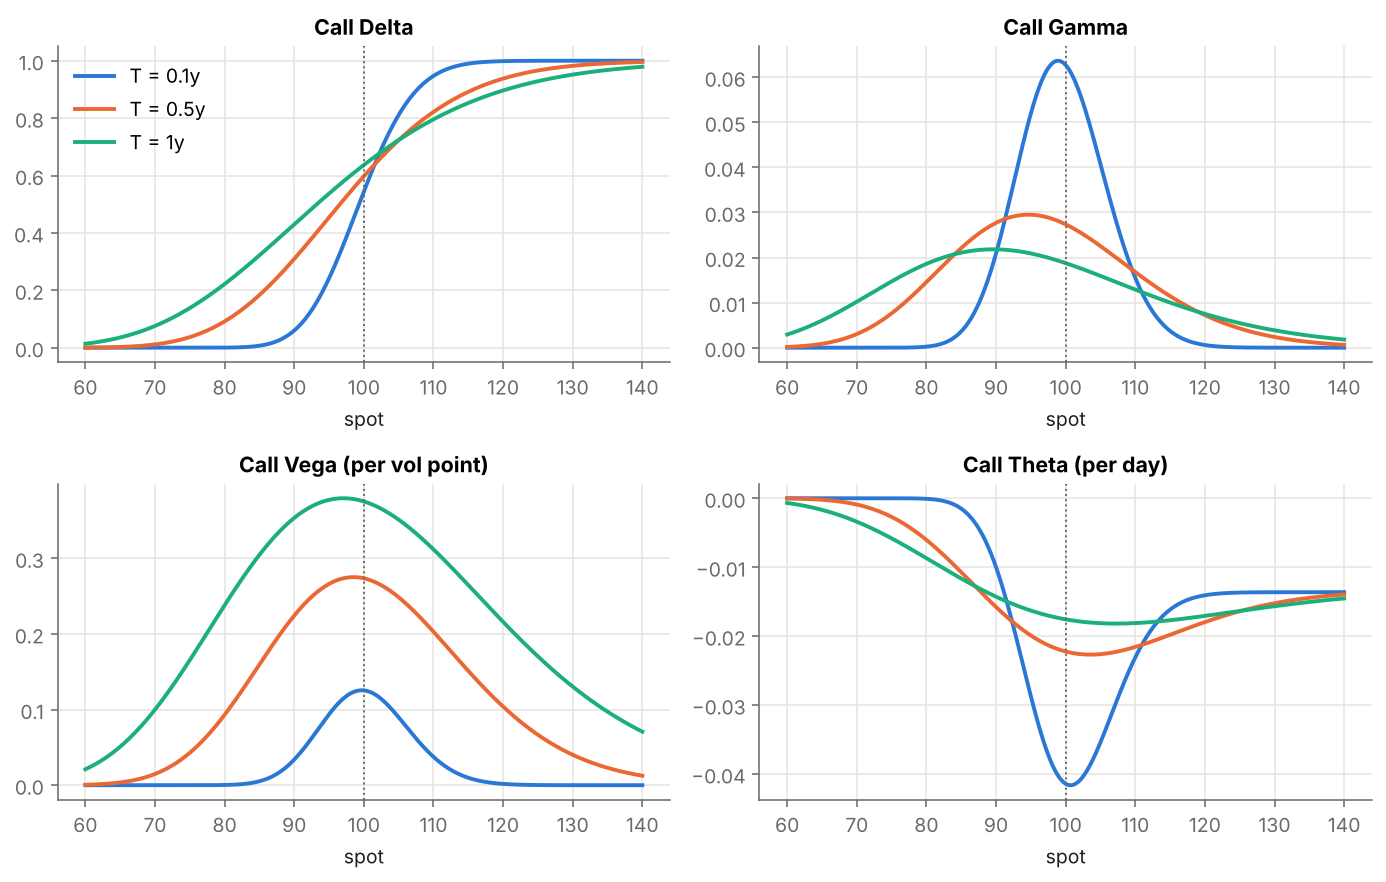 Call Delta
1.0
0.8
0.6
0.4
0.2
0.0
T = 0.1y
T = 0.5y
T = 1y
60 70 80 90 100 110 120 130 140
spot
Call Gamma
0.06
0.05
0.04
0.03
0.02
0.01
0.00
60 70 80 90 100 110 120 130 140
spot
Call Vega (per vol point)
0.3
0.2
0.1
0.0
60 70 80 90 100 110 120 130 140
spot
Call Theta (per day)
0.00
−0.01
−0.02
−0.03
−0.04
60 70 80 90 100 110 120 130 140
spot